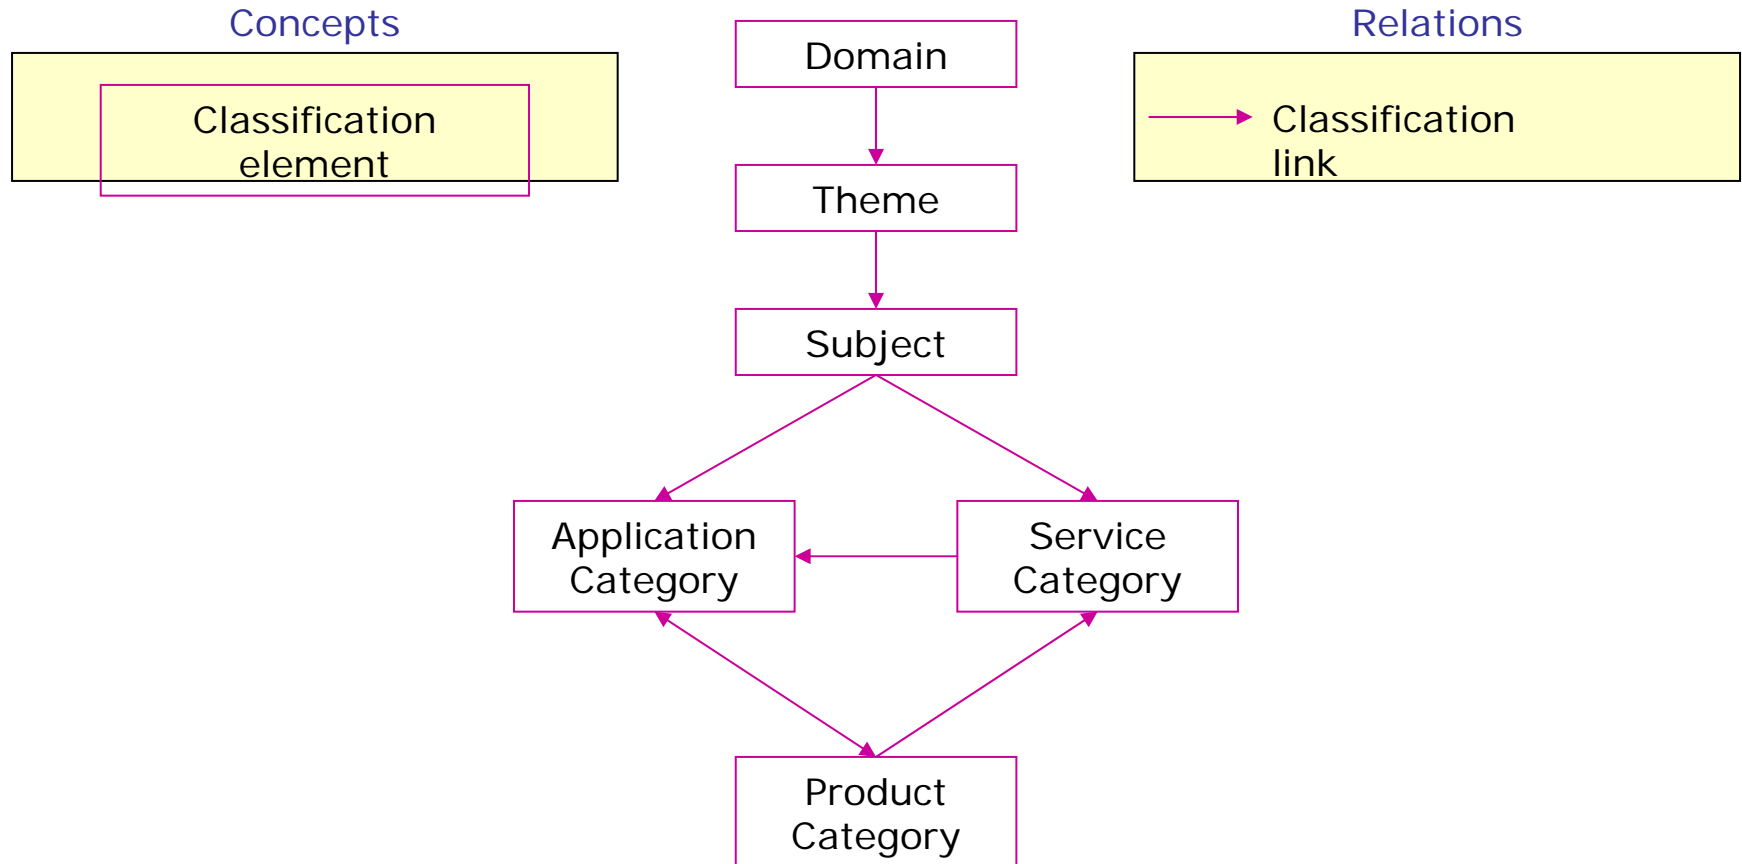 Concepts
Classification
element
Domain
Relations
Classification
link
Theme
Subject
Application
Category
Service
Category
Product
Category